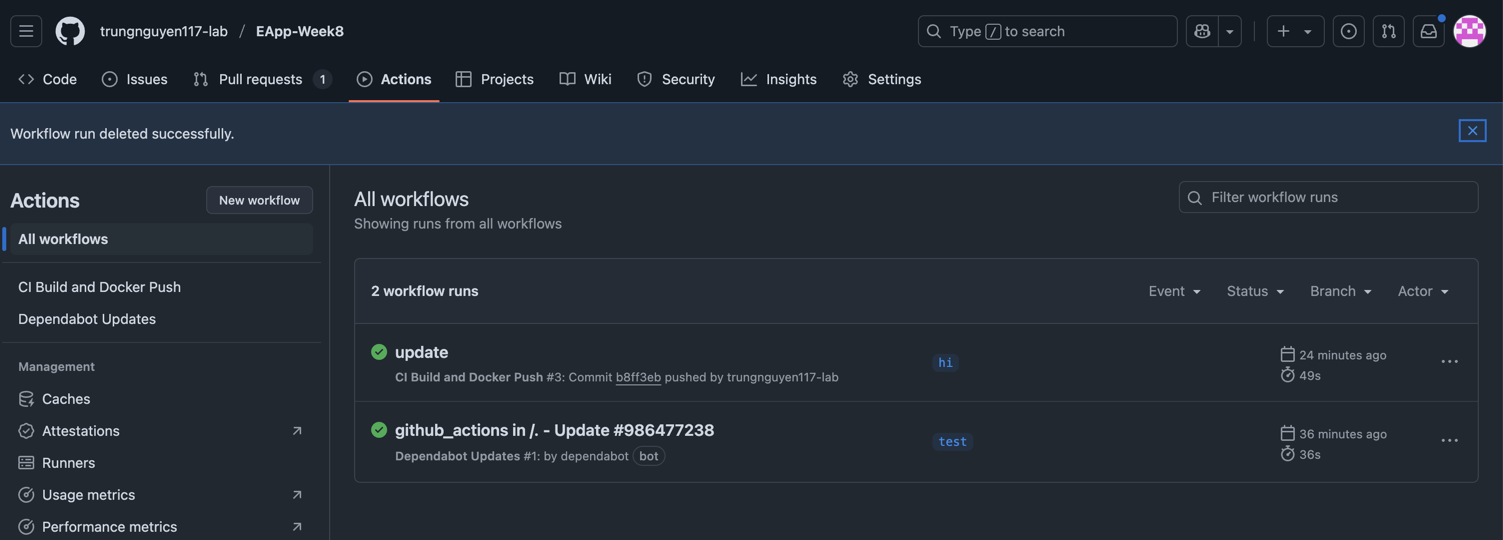 trungnguyen117-lab / EApp-Week8
Type / to search
Code
Issues
Pull requests 1
Actions
Projects
Wiki
Security
Insights
Settings
Workflow run deleted successfully.
Actions
New workflow
All workflows
CI Build and Docker Push
Dependabot Updates
Management
Caches
Attestations
Runners
Usage metrics
Performance metrics
All workflows
Showing runs from all workflows
Filter workflow runs
2 workflow runs
Event
Status
Branch
Actor
update
CI Build and Docker Push #3: Commit b8ff3eb pushed by trungnguyen117-lab
hi
24 minutes ago
49s
github_actions in /. - Update #986477238
Dependabot Updates #1: by dependabot bot
test
36 minutes ago
36s